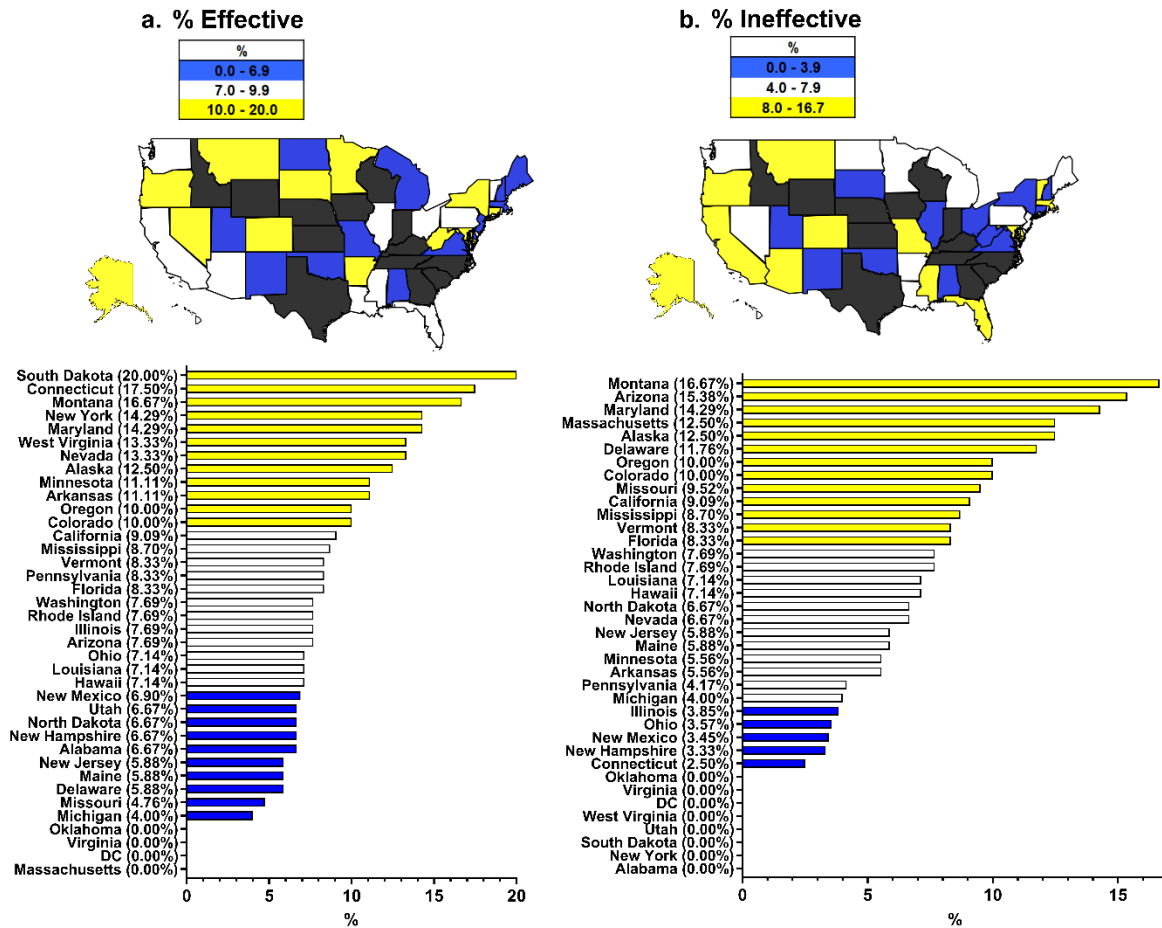 a. % Effective
%
0.0 - 6.9
7.0 - 9.9
10.0 - 20.0
South Dakota (20.00%)
Connecticut (17.50%)
Montana (16.67%)
New York (14.29%)
Maryland (14.29%)
West Virginia (13.33%)
Nevada (13.33%)
Alaska (12.50%)
Minnesota (11.11%)
Arkansas (11.11%)
Oregon (10.00%)
Colorado (10.00%)
California (9.09%)
Mississippi (8.70%)
Vermont (8.33%)
Pennsylvania (8.33%)
Florida (8.33%)
Washington (7.69%)
Rhode Island (7.69%)
Illinois (7.69%)
Arizona (7.69%)
Ohio (7.14%)
Louisiana (7.14%)
Hawaii (7.14%)
New Mexico (6.90%)
Utah (6.67%)
North Dakota (6.67%)
New Hampshire (6.67%)
Alabama (6.67%)
New Jersey (5.88%)
Maine (5.88%)
Delaware (5.88%)
Missouri (4.76%)
Michigan (4.00%)
Oklahoma (0.00%)
Virginia (0.00%)
DC (0.00%)
Massachusetts (0.00%)
0 5 10 15 20
%
b. % Ineffective
%
0.0 - 3.9
4.0 - 7.9
8.0 - 16.7
Montana (16.67%)
Arizona (15.38%)
Maryland (14.29%)
Massachusetts (12.50%)
Alaska (12.50%)
Delaware (11.76%)
Oregon (10.00%)
Colorado (10.00%)
Missouri (9.52%)
California (9.09%)
Mississippi (8.70%)
Vermont (8.33%)
Florida (8.33%)
Washington (7.69%)
Rhode Island (7.69%)
Louisiana (7.14%)
Hawaii (7.14%)
North Dakota (6.67%)
Nevada (6.67%)
New Jersey (5.88%)
Maine (5.88%)
Minnesota (5.56%)
Arkansas (5.56%)
Pennsylvania (4.17%)
Michigan (4.00%)
Illinois (3.85%)
Ohio (3.57%)
New Mexico (3.45%)
New Hampshire (3.33%)
Connecticut (2.50%)
Oklahoma (0.00%)
Virginia (0.00%)
DC (0.00%)
West Virginia (0.00%)
Utah (0.00%)
South Dakota (0.00%)
New York (0.00%)
Alabama (0.00%)
0 5 10 15
%